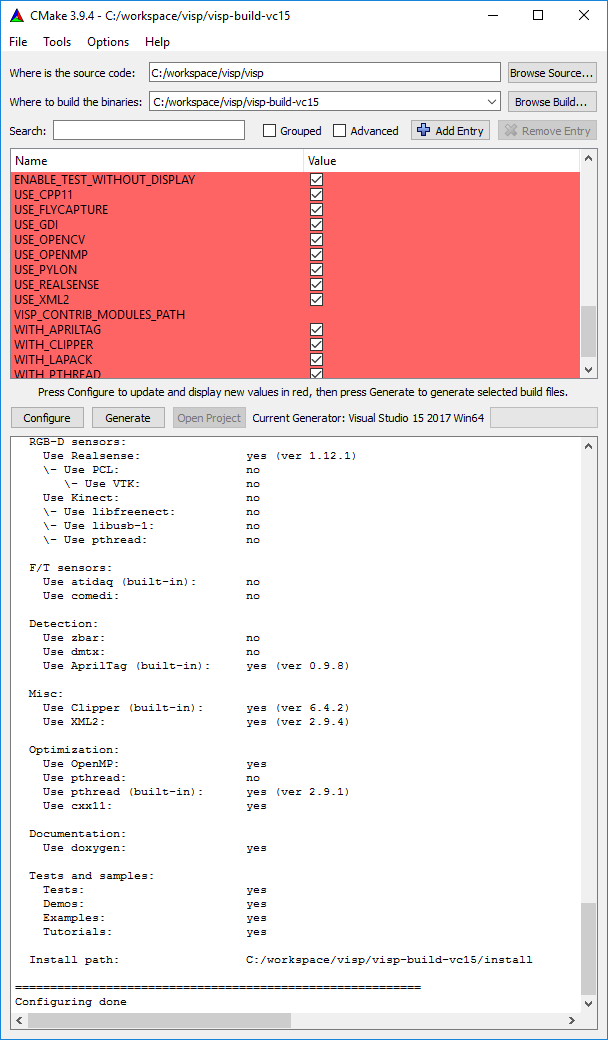 CMake 3.9.4 - C:/workspace/visp/visp-build-vc15
File Tools Options Help
Where is the source code: C:/workspace/visp/visp Browse Source...
Where to build the binaries: C:/workspace/visp/visp-build-vc15 Browse Build...
Search: Grouped Advanced Add Entry Remove Entry
Name Value
ENABLE_TEST_WITHOUT_DISPLAY
USE_CPP11
USE_FLYCAPTURE
USE_GDI
USE_OPENCV
USE_OPENMP
USE_PYLON
USE_REALSENSE
USE_XML2
VISP_CONTRIB_MODULES_PATH
WITH_APRILTAG
WITH_CLIPPER
WITH_LAPACK
WITH_PTHREAD
Press Configure to update and display new values in red, then press Generate to generate selected build files.
Configure Generate Open Project Current Generator: Visual Studio 15 2017 Win64
RGB-D sensors:
Use Realsense: yes (ver 1.12.1)
\- Use PCL: no
\- Use VTK: no
Use Kinect: no
\- Use libfreenect: no
\- Use libusb-1: no
\- Use pthread: no
F/T sensors:
Use atidaq (built-in): no
Use comedi: no
Detection:
Use zbar: no
Use dmtx: no
Use AprilTag (built-in): yes (ver 0.9.8)
Misc:
Use Clipper (built-in): yes (ver 6.4.2)
Use XML2: yes (ver 2.9.4)
Optimization:
Use OpenMP: yes
Use pthread: no
Use pthread (built-in): yes (ver 2.9.1)
Use cxx11: yes
Documentation:
Use doxygen: yes
Tests and samples:
Tests: yes
Demos: yes
Examples: yes
Tutorials: yes
Install path: C:/workspace/visp/visp-build-vc15/install
==========================================================
Configuring done